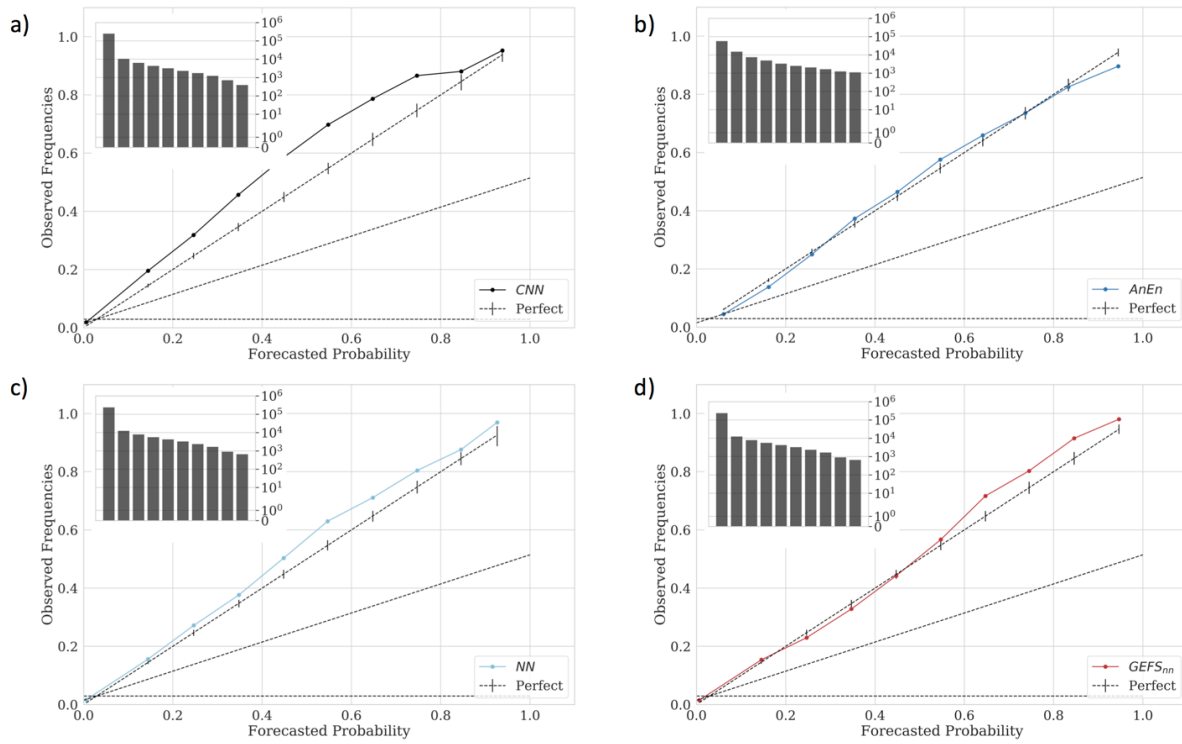 a)
10⁶
10⁵
10⁴
10³
10²
10¹
10⁰
0
1.0
0.8
0.6
0.4
0.2
0.0
Observed Frequencies
CNN
Perfect
0.0 0.2 0.4 0.6 0.8 1.0
Forecasted Probability
b)
10⁶
10⁵
10⁴
10³
10²
10¹
10⁰
0
1.0
0.8
0.6
0.4
0.2
0.0
Observed Frequencies
AnEn
Perfect
0.0 0.2 0.4 0.6 0.8 1.0
Forecasted Probability
c)
10⁶
10⁵
10⁴
10³
10²
10¹
10⁰
0
1.0
0.8
0.6
0.4
0.2
0.0
Observed Frequencies
NN
Perfect
0.0 0.2 0.4 0.6 0.8 1.0
Forecasted Probability
d)
10⁶
10⁵
10⁴
10³
10²
10¹
10⁰
0
1.0
0.8
0.6
0.4
0.2
0.0
Observed Frequencies
GEFSₙₙ
Perfect
0.0 0.2 0.4 0.6 0.8 1.0
Forecasted Probability